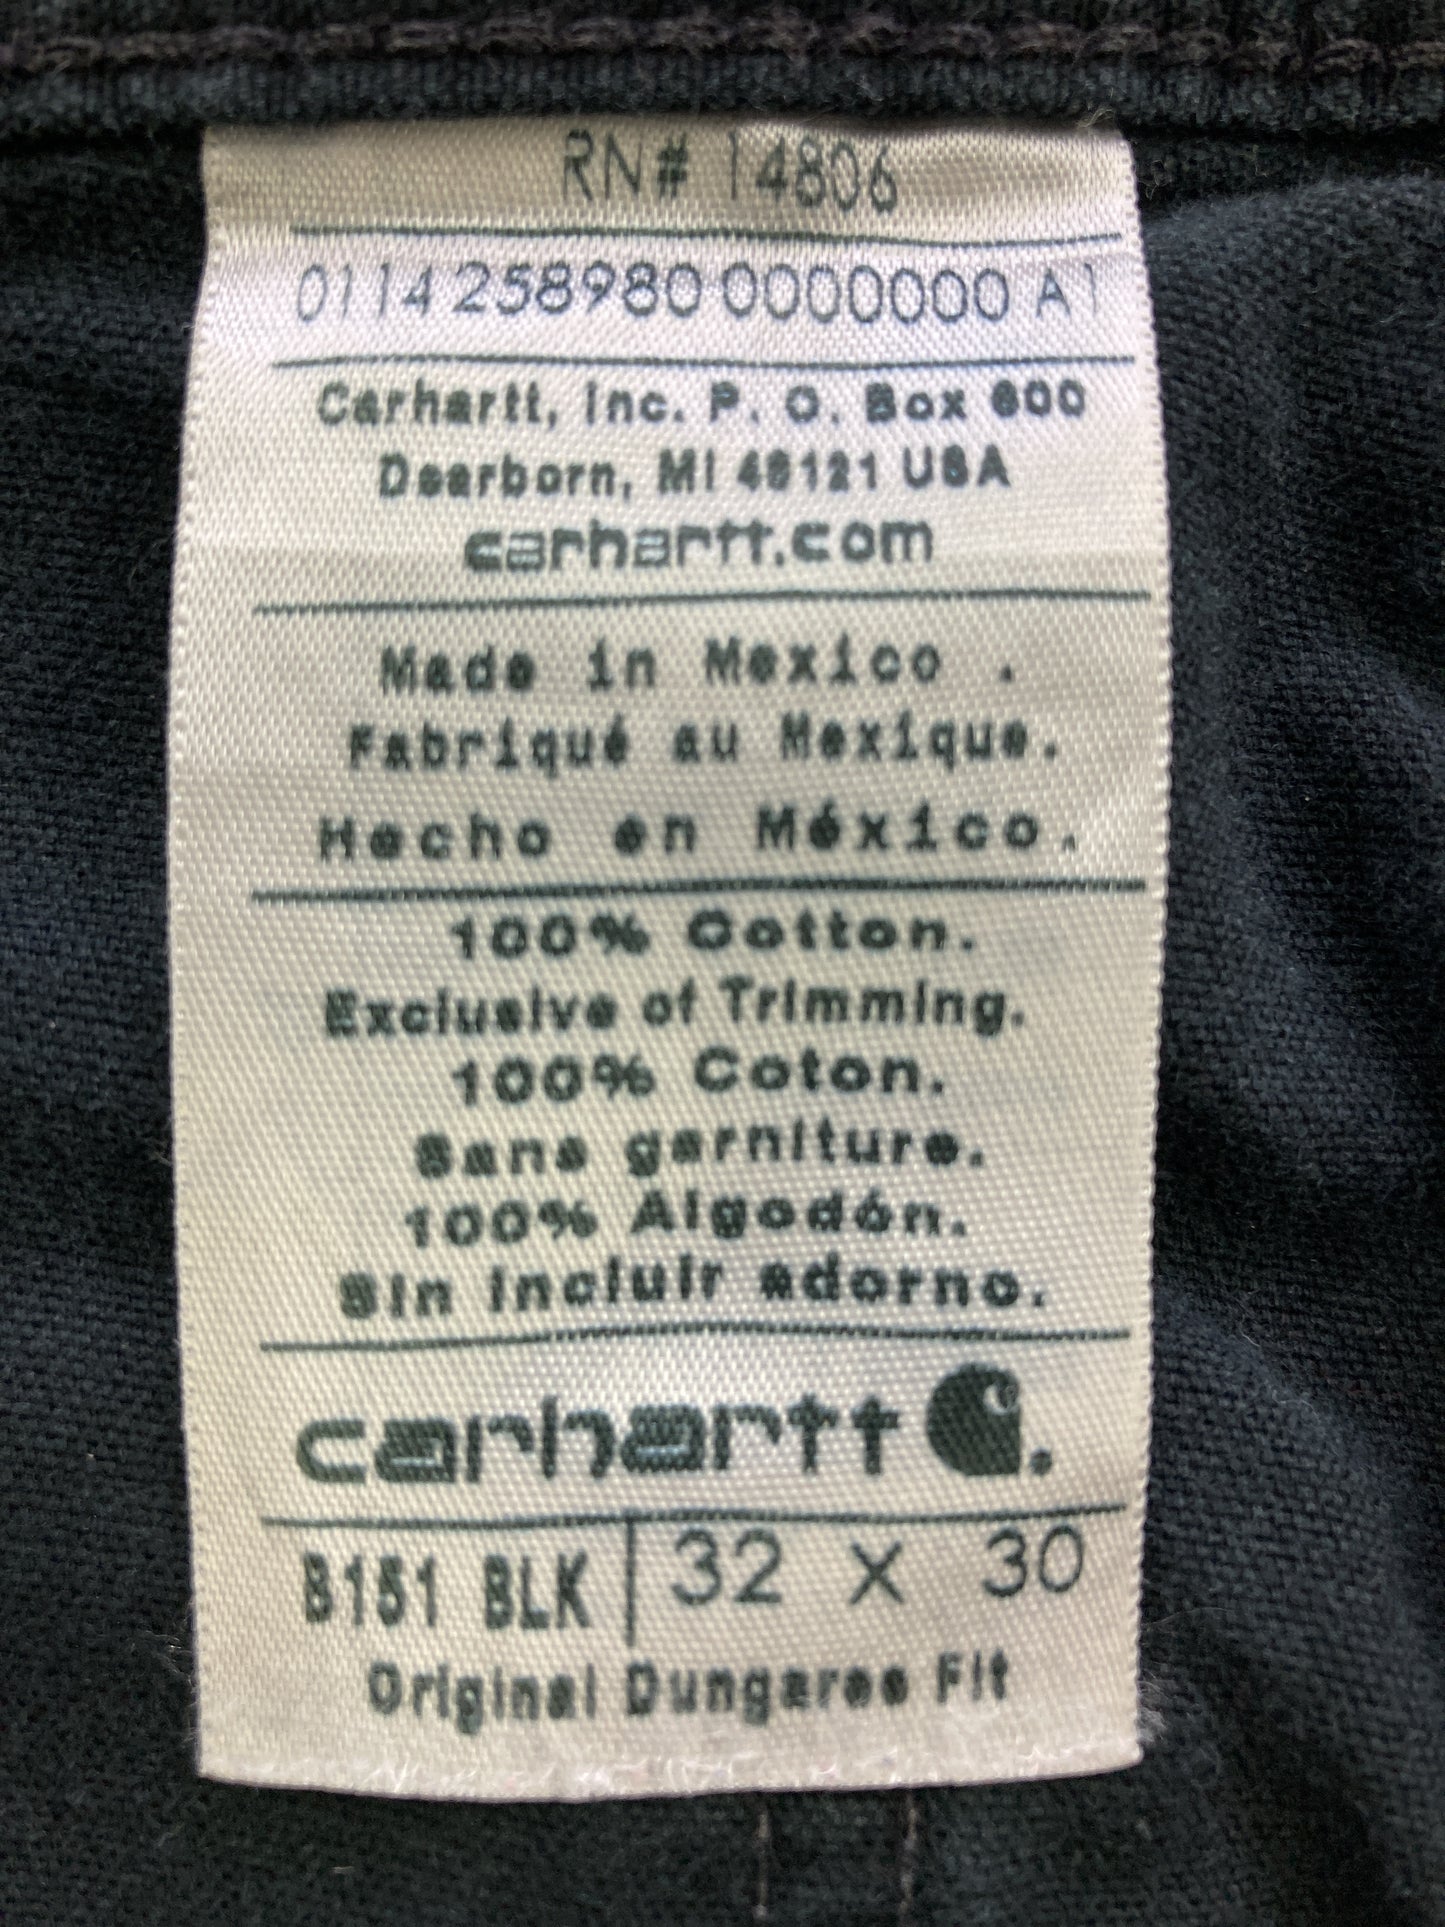 RN# 14806
0114 258980 0000000 A1
Carhartt, Inc. P. O. Box 600
Dearborn, MI 48121 USA
carhartt.com
Made in Mexico .
Fabriqué au Mexique.
Hecho en México.
100% Cotton.
Exclusive of Trimming.
100% Coton.
Sans garniture.
100% Algodón.
Sin incluir adorno.
carhartt
B151 BLK | 32 X 30
Original Dungaree Fit